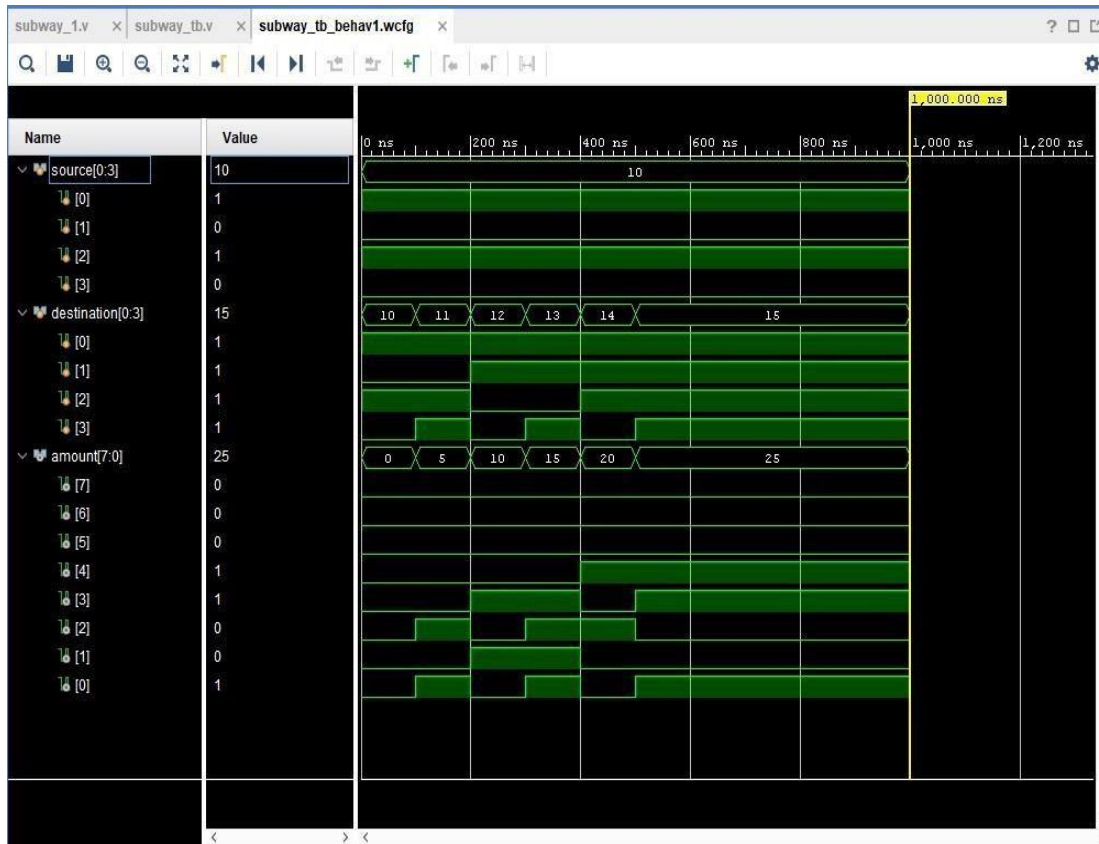 subway_1.v × subway_tb.v × subway_tb_behav1.wcfg × ?
1,000.000 ns
Name Value 0 ns 200 ns 400 ns 600 ns 800 ns 1,000 ns 1,200 ns
source[0:3] 10 10
[0] 1
[1] 0
[2] 1
[3] 0
destination[0:3] 15 10 11 12 13 14 15
[0] 1
[1] 1
[2] 1
[3] 1
amount[7:0] 25 0 5 10 15 20 25
[7] 0
[6] 0
[5] 0
[4] 1
[3] 1
[2] 0
[1] 0
[0] 1